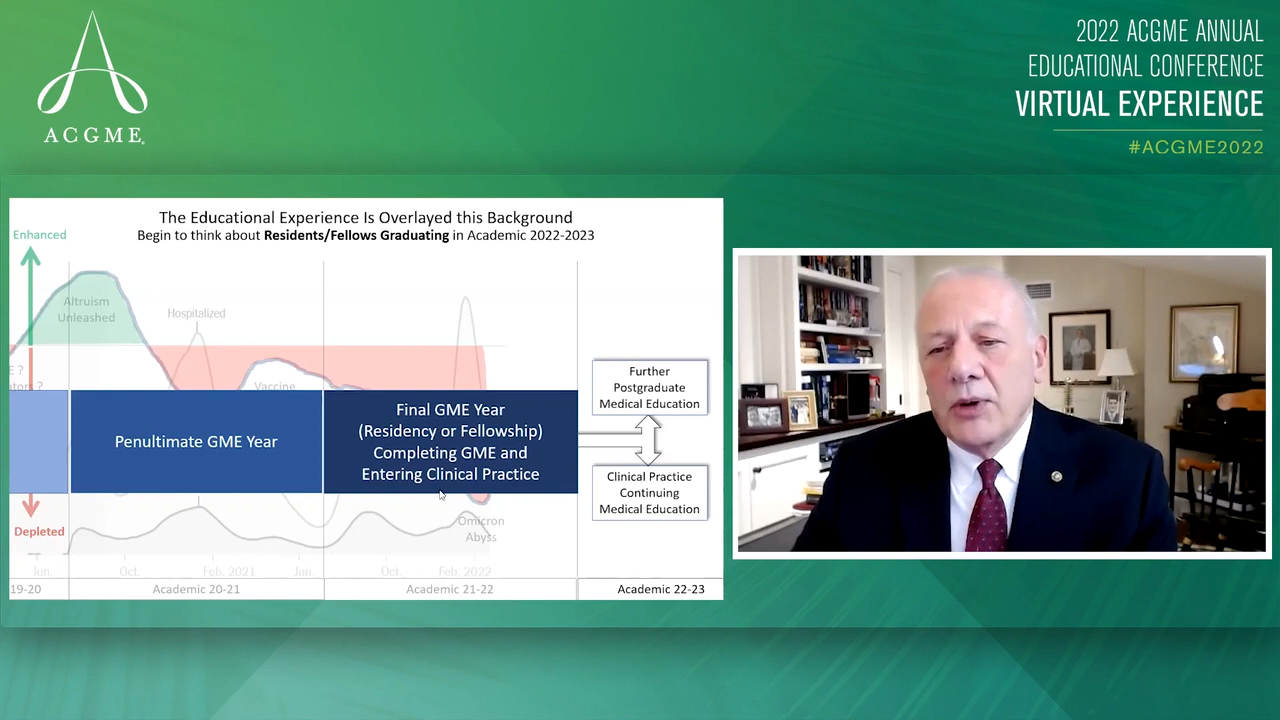 ACGME
2022 ACGME ANNUAL
EDUCATIONAL CONFERENCE
VIRTUAL EXPERIENCE
#ACGME2022
The Educational Experience Is Overlayed this Background
Begin to think about Residents/Fellows Graduating in Academic 2022-2023
Enhanced
Altruism
Unleashed
Hospitalized
E ?
ators ?
Vaccine
Penultimate GME Year
Final GME Year
(Residency or Fellowship)
Completing GME and
Entering Clinical Practice
Further
Postgraduate
Medical Education
Clinical Practice
Continuing
Medical Education
Depleted
Omicron
Abyss
Jun.
Oct.
Feb. 2021
Jun.
Oct.
Feb. 2022
19-20
Academic 20-21
Academic 21-22
Academic 22-23